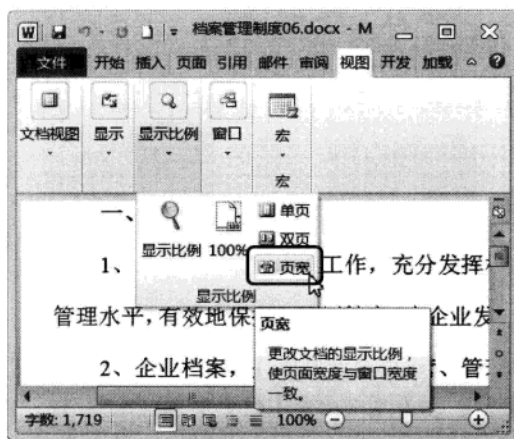 档案管理制度06.docx - M
文件 开始 插入 页面 引用 邮件 审阅 视图 开发 加载
文档视图 显示 显示比例 窗口 宏
宏
一、
显示比例 100% 单页
双页
页宽
显示比例
1、 工作，充分发挥
管理水平，有效地保 企业发
页宽
更改文档的显示比例，
使页面宽度与窗口宽度
一致。
2、企业档案， 、管
字数: 1,719 100%